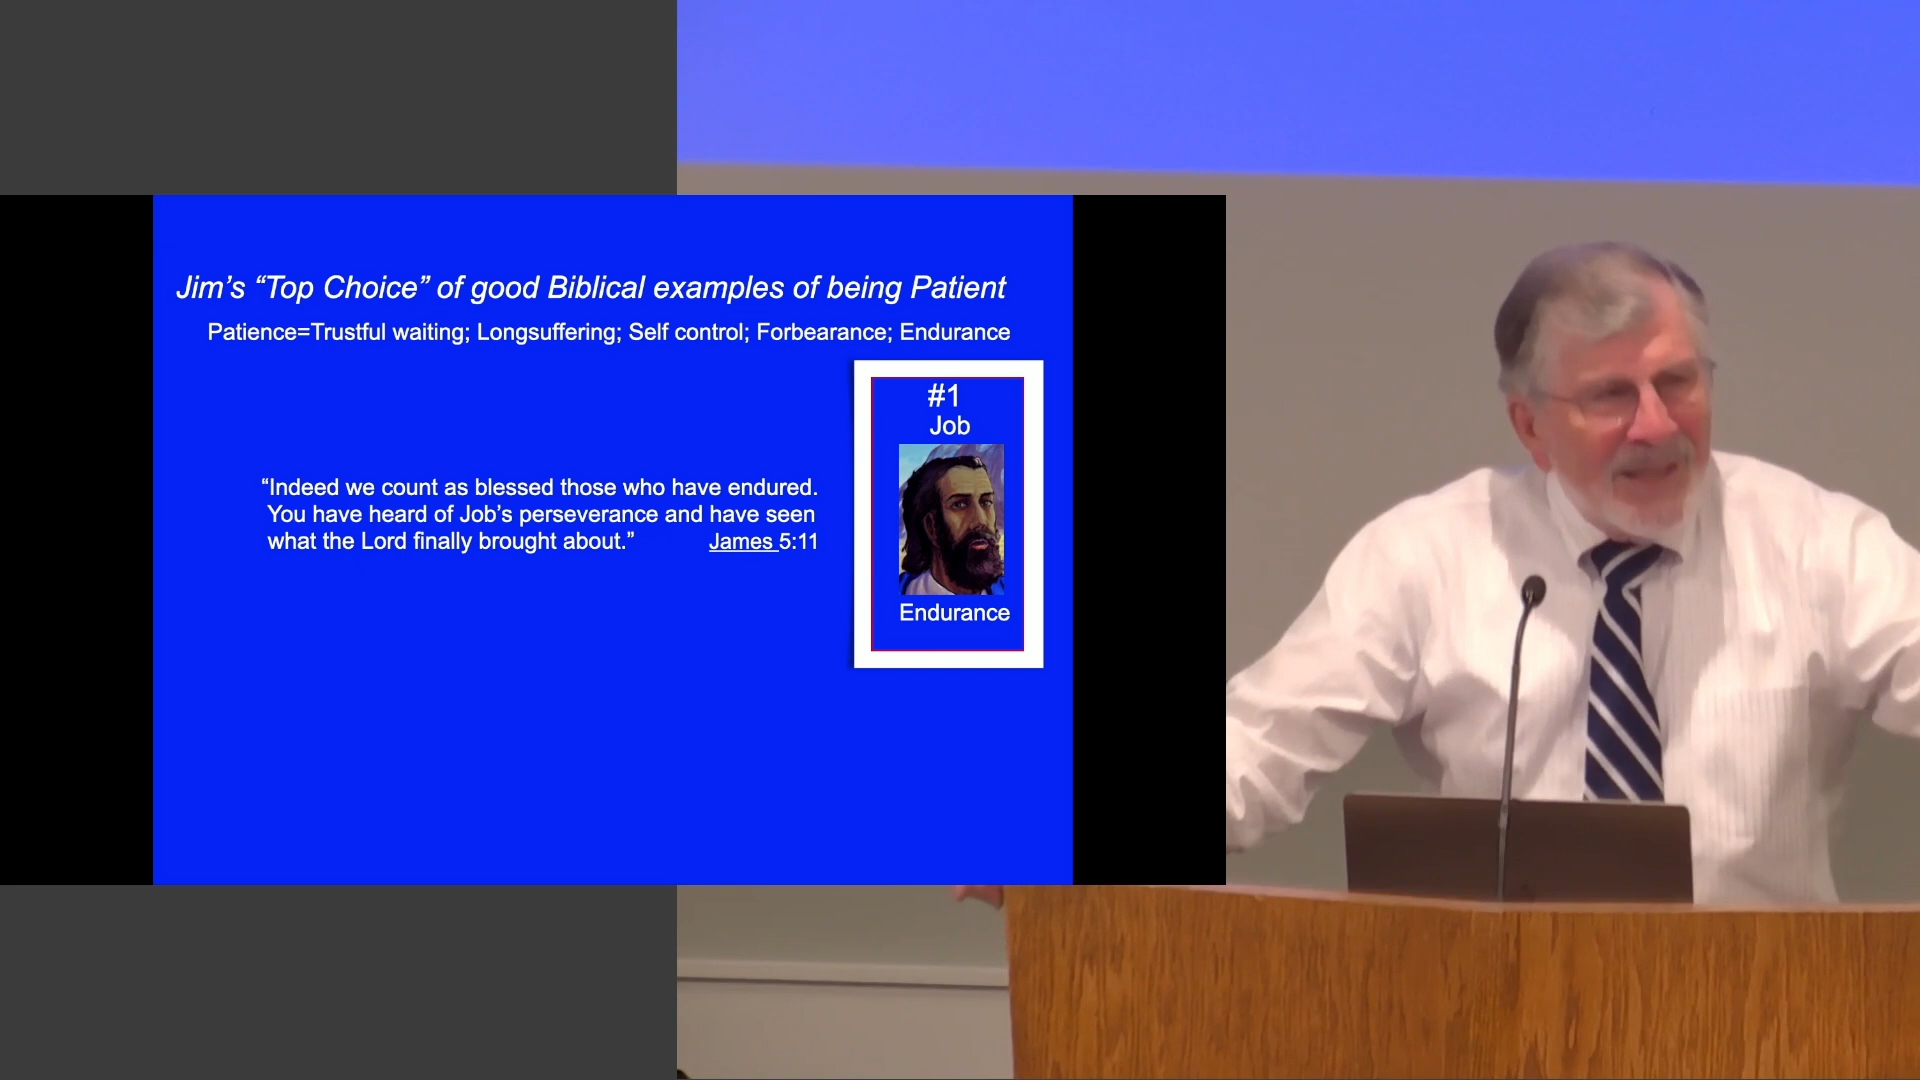 Jim’s “Top Choice” of good Biblical examples of being Patient
Patience=Trustful waiting; Longsuffering; Self control; Forbearance; Endurance
#1
Job
“Indeed we count as blessed those who have endured.
You have heard of Job’s perseverance and have seen
what the Lord finally brought about.” James 5:11
Endurance